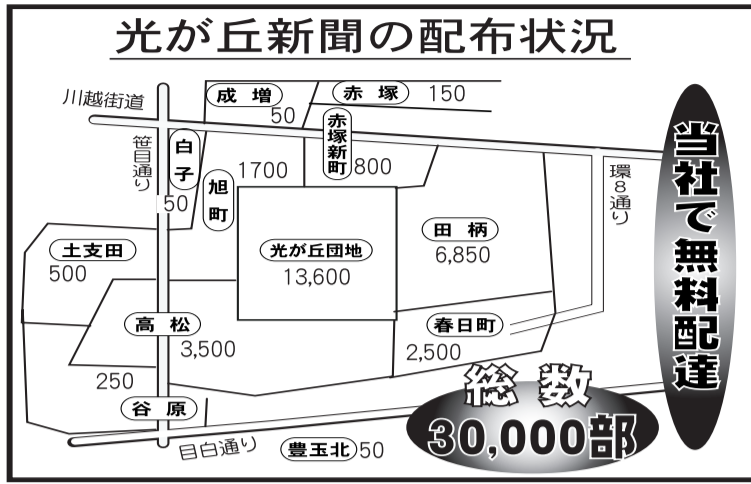 光が丘新聞の配布状況
川越街道
成増
50
赤塚
150
笹目通り
白子
50
旭町
1700
赤塚新町
800
環8通り
土支田
500
光が丘団地
13,600
田柄
6,850
高松
3,500
春日町
2,500
250
谷原
目白通り
豊玉北 50
総数
30,000部
当社で無料配達